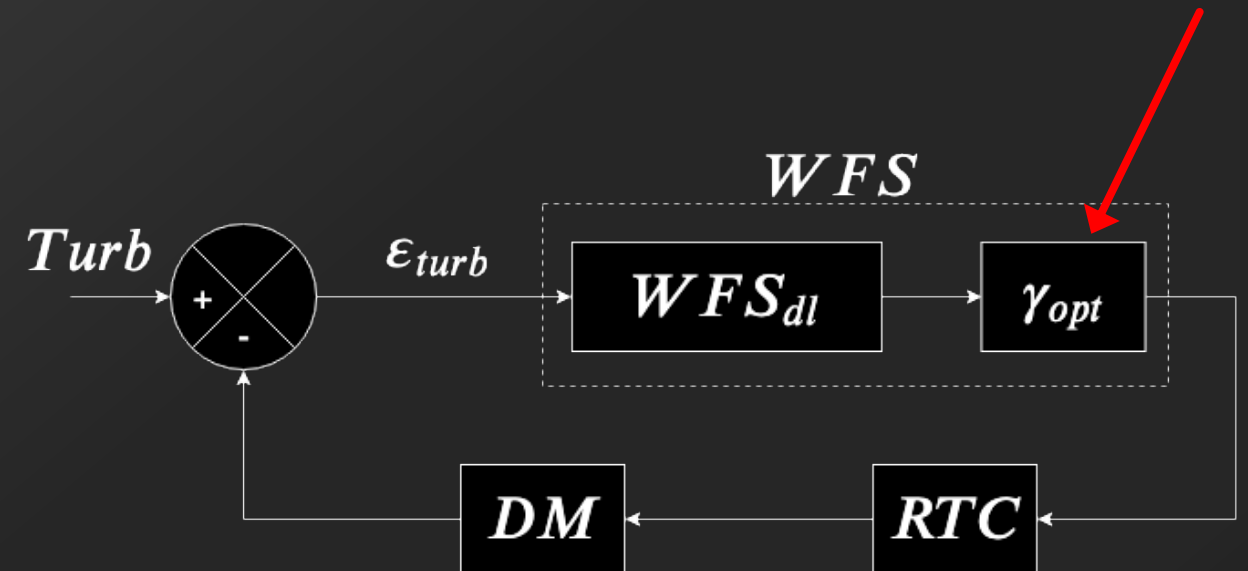 WFS
Turb
+
-
ε_turb
WFS_dl
γ_opt
DM
RTC